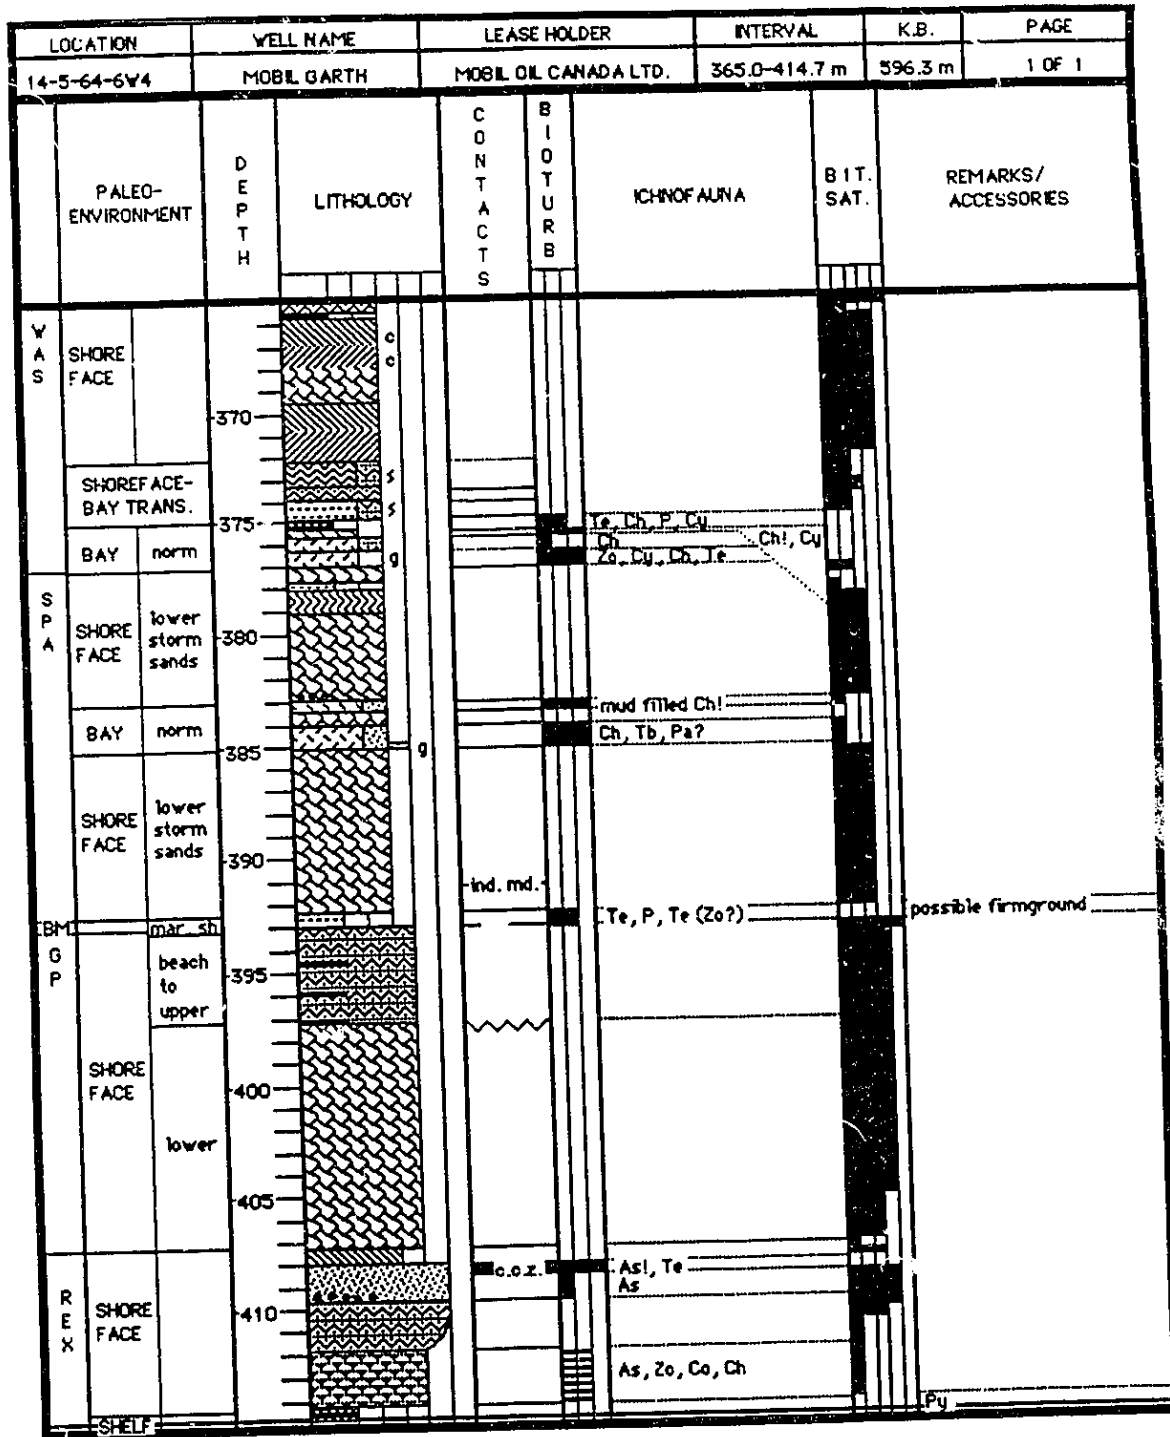 LOCATION WELL NAME LEASE HOLDER INTERVAL K.B. PAGE
14-5-64-6W4 MOBIL GARTH MOBIL OIL CANADA LTD. 365.0-414.7 m 596.3 m 1 OF 1
PALEO-
ENVIRONMENT
DEPTH
LITHOLOGY
CONTACTS
BIOTURB
ICHNOFAUNA
BIT.
SAT.
REMARKS/
ACCESSORIES
WAS
SHORE
FACE
c
c
370
SHOREFACE-
BAY TRANS.
375
Te, Ch, P, Cy
Ch
Ch!, Cy
BAY norm
g
Zo, Cy, Ch, Te
SPA
SHORE
FACE
lower
storm
sands
380
mud filled Ch!
BAY norm
Ch, Tb, Pa?
385
g
SHORE
FACE
lower
storm
sands
390
ind. md.
Te, P, Te (Zo?)
possible firmground
BM
mar. sh
GP
beach
to
upper
395
SHORE
FACE
400
lower
405
c.c.z.
As!, Te
As
REX
SHORE
FACE
410
As, Zo, Co, Ch
Py
SHELF